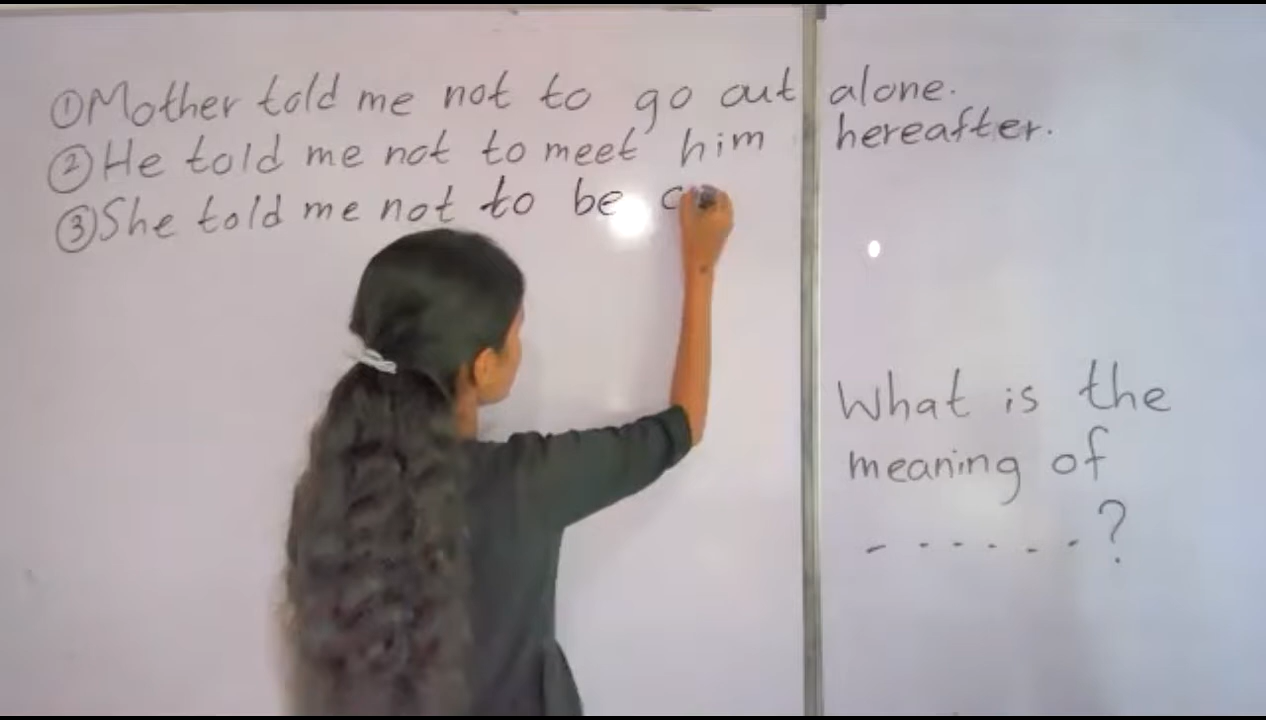 ①Mother told me not to go out alone.
②He told me not to meet him hereafter.
③She told me not to be
What is the
meaning of
- - - - - - ?